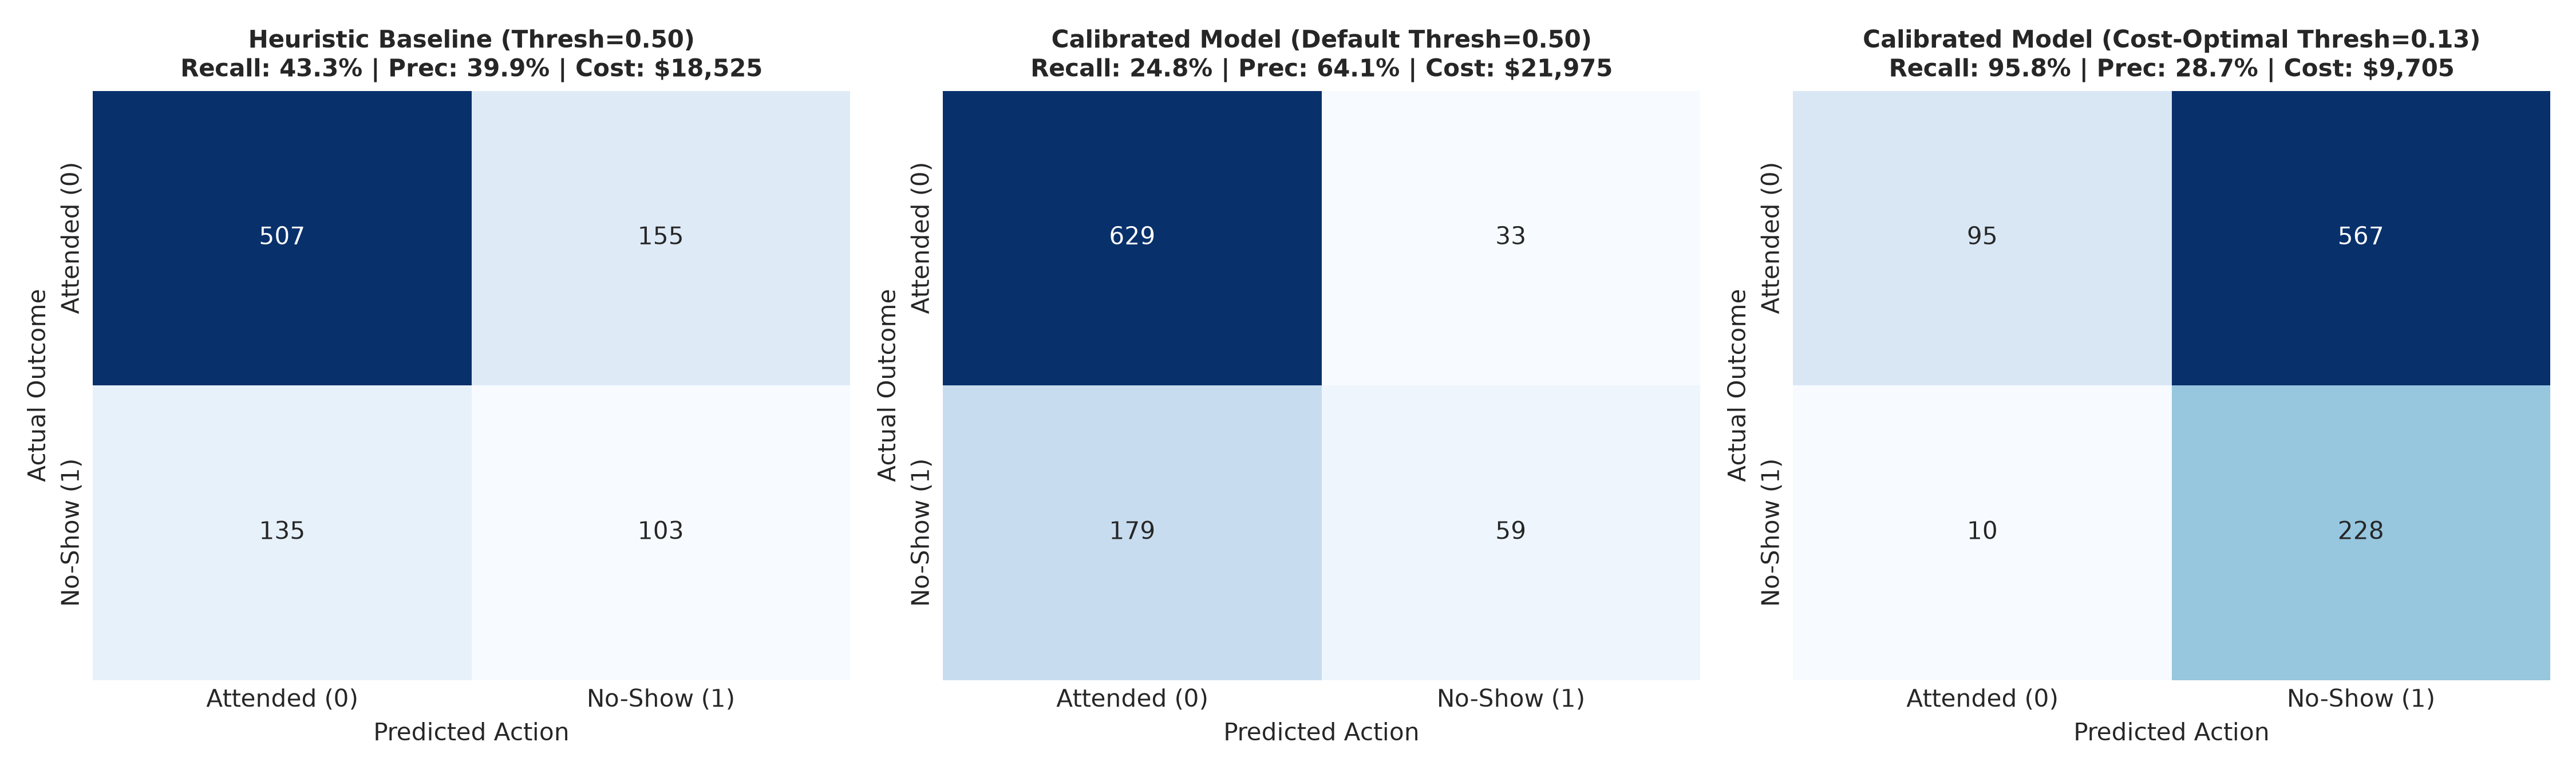 Heuristic Baseline (Thresh=0.50)
Recall: 43.3% | Prec: 39.9% | Cost: $18,525
Actual Outcome
Attended (0)
No-Show (1)
507
155
135
103
Attended (0)
No-Show (1)
Predicted Action
Calibrated Model (Default Thresh=0.50)
Recall: 24.8% | Prec: 64.1% | Cost: $21,975
Actual Outcome
Attended (0)
No-Show (1)
629
33
179
59
Attended (0)
No-Show (1)
Predicted Action
Calibrated Model (Cost-Optimal Thresh=0.13)
Recall: 95.8% | Prec: 28.7% | Cost: $9,705
Actual Outcome
Attended (0)
No-Show (1)
95
567
10
228
Attended (0)
No-Show (1)
Predicted Action